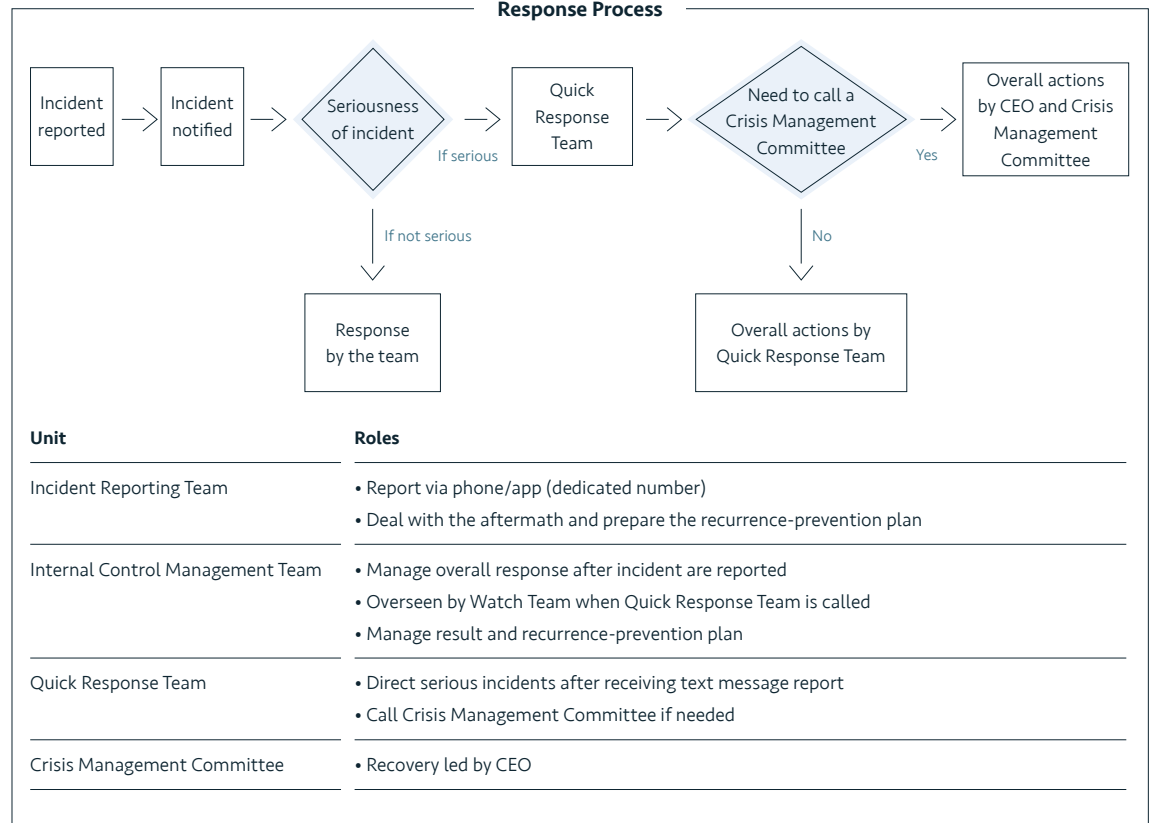 Response Process
Incident
reported
Incident
notified
Seriousness
of incident
If serious
Quick
Response
Team
Need to call a
Crisis Management
Committee
Yes
Overall actions
by CEO and Crisis
Management
Committee
If not serious
No
Response
by the team
Overall actions by
Quick Response Team
Unit
Roles
Incident Reporting Team
• Report via phone/app (dedicated number)
• Deal with the aftermath and prepare the recurrence-prevention plan
Internal Control Management Team
• Manage overall response after incident are reported
• Overseen by Watch Team when Quick Response Team is called
• Manage result and recurrence-prevention plan
Quick Response Team
• Direct serious incidents after receiving text message report
• Call Crisis Management Committee if needed
Crisis Management Committee
• Recovery led by CEO